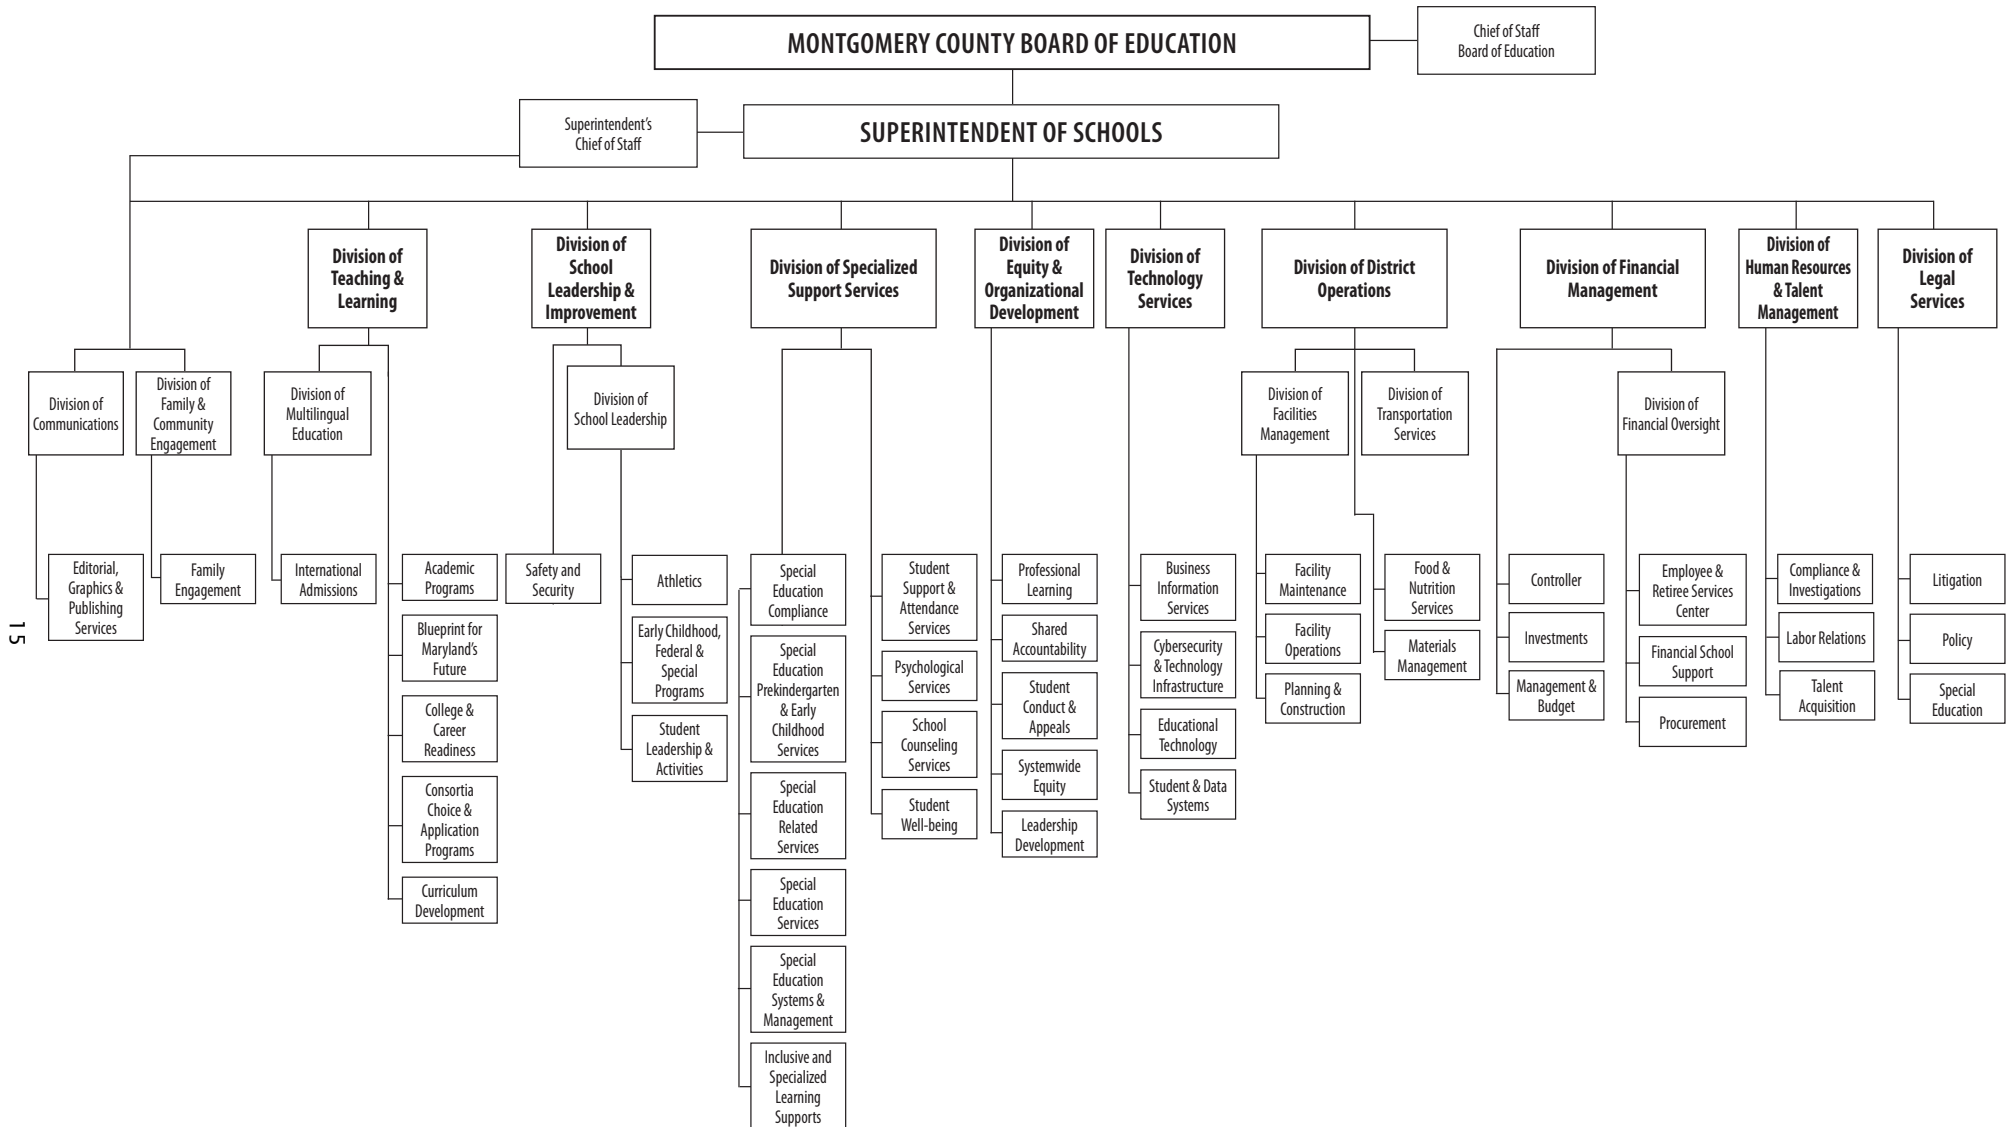 MONTGOMERY COUNTY BOARD OF EDUCATION
Chief of Staff
Board of Education
Superintendent's
Chief of Staff
SUPERINTENDENT OF SCHOOLS
Division of
Teaching &
Learning
Division of
School
Leadership &
Improvement
Division of Specialized
Support Services
Division of
Equity &
Organizational
Development
Division of
Technology
Services
Division of District
Operations
Division of Financial
Management
Division of
Human Resources
& Talent
Management
Division of
Legal
Services
Division of
Communications
Division of
Family &
Community
Engagement
Division of
Multilingual
Education
Division of
School Leadership
Division of
Facilities
Management
Division of
Transportation
Services
Division of
Financial Oversight
Editorial,
Graphics &
Publishing
Services
Family
Engagement
International
Admissions
Academic
Programs
Blueprint for
Maryland's
Future
College &
Career
Readiness
Consortia
Choice &
Application
Programs
Curriculum
Development
Safety and
Security
Athletics
Early Childhood,
Federal &
Special
Programs
Student
Leadership &
Activities
Special
Education
Compliance
Special
Education
Prekindergarten
& Early
Childhood
Services
Special
Education
Related
Services
Special
Education
Services
Special
Education
Systems &
Management
Inclusive and
Specialized
Learning
Supports
Student
Support &
Attendance
Services
Psychological
Services
School
Counseling
Services
Student
Well-being
Professional
Learning
Shared
Accountability
Student
Conduct &
Appeals
Systemwide
Equity
Leadership
Development
Business
Information
Services
Cybersecurity
& Technology
Infrastructure
Educational
Technology
Student & Data
Systems
Facility
Maintenance
Facility
Operations
Planning &
Construction
Food &
Nutrition
Services
Materials
Management
Controller
Investments
Management &
Budget
Employee &
Retiree Services
Center
Financial School
Support
Procurement
Compliance &
Investigations
Labor Relations
Talent
Acquisition
Litigation
Policy
Special
Education
15